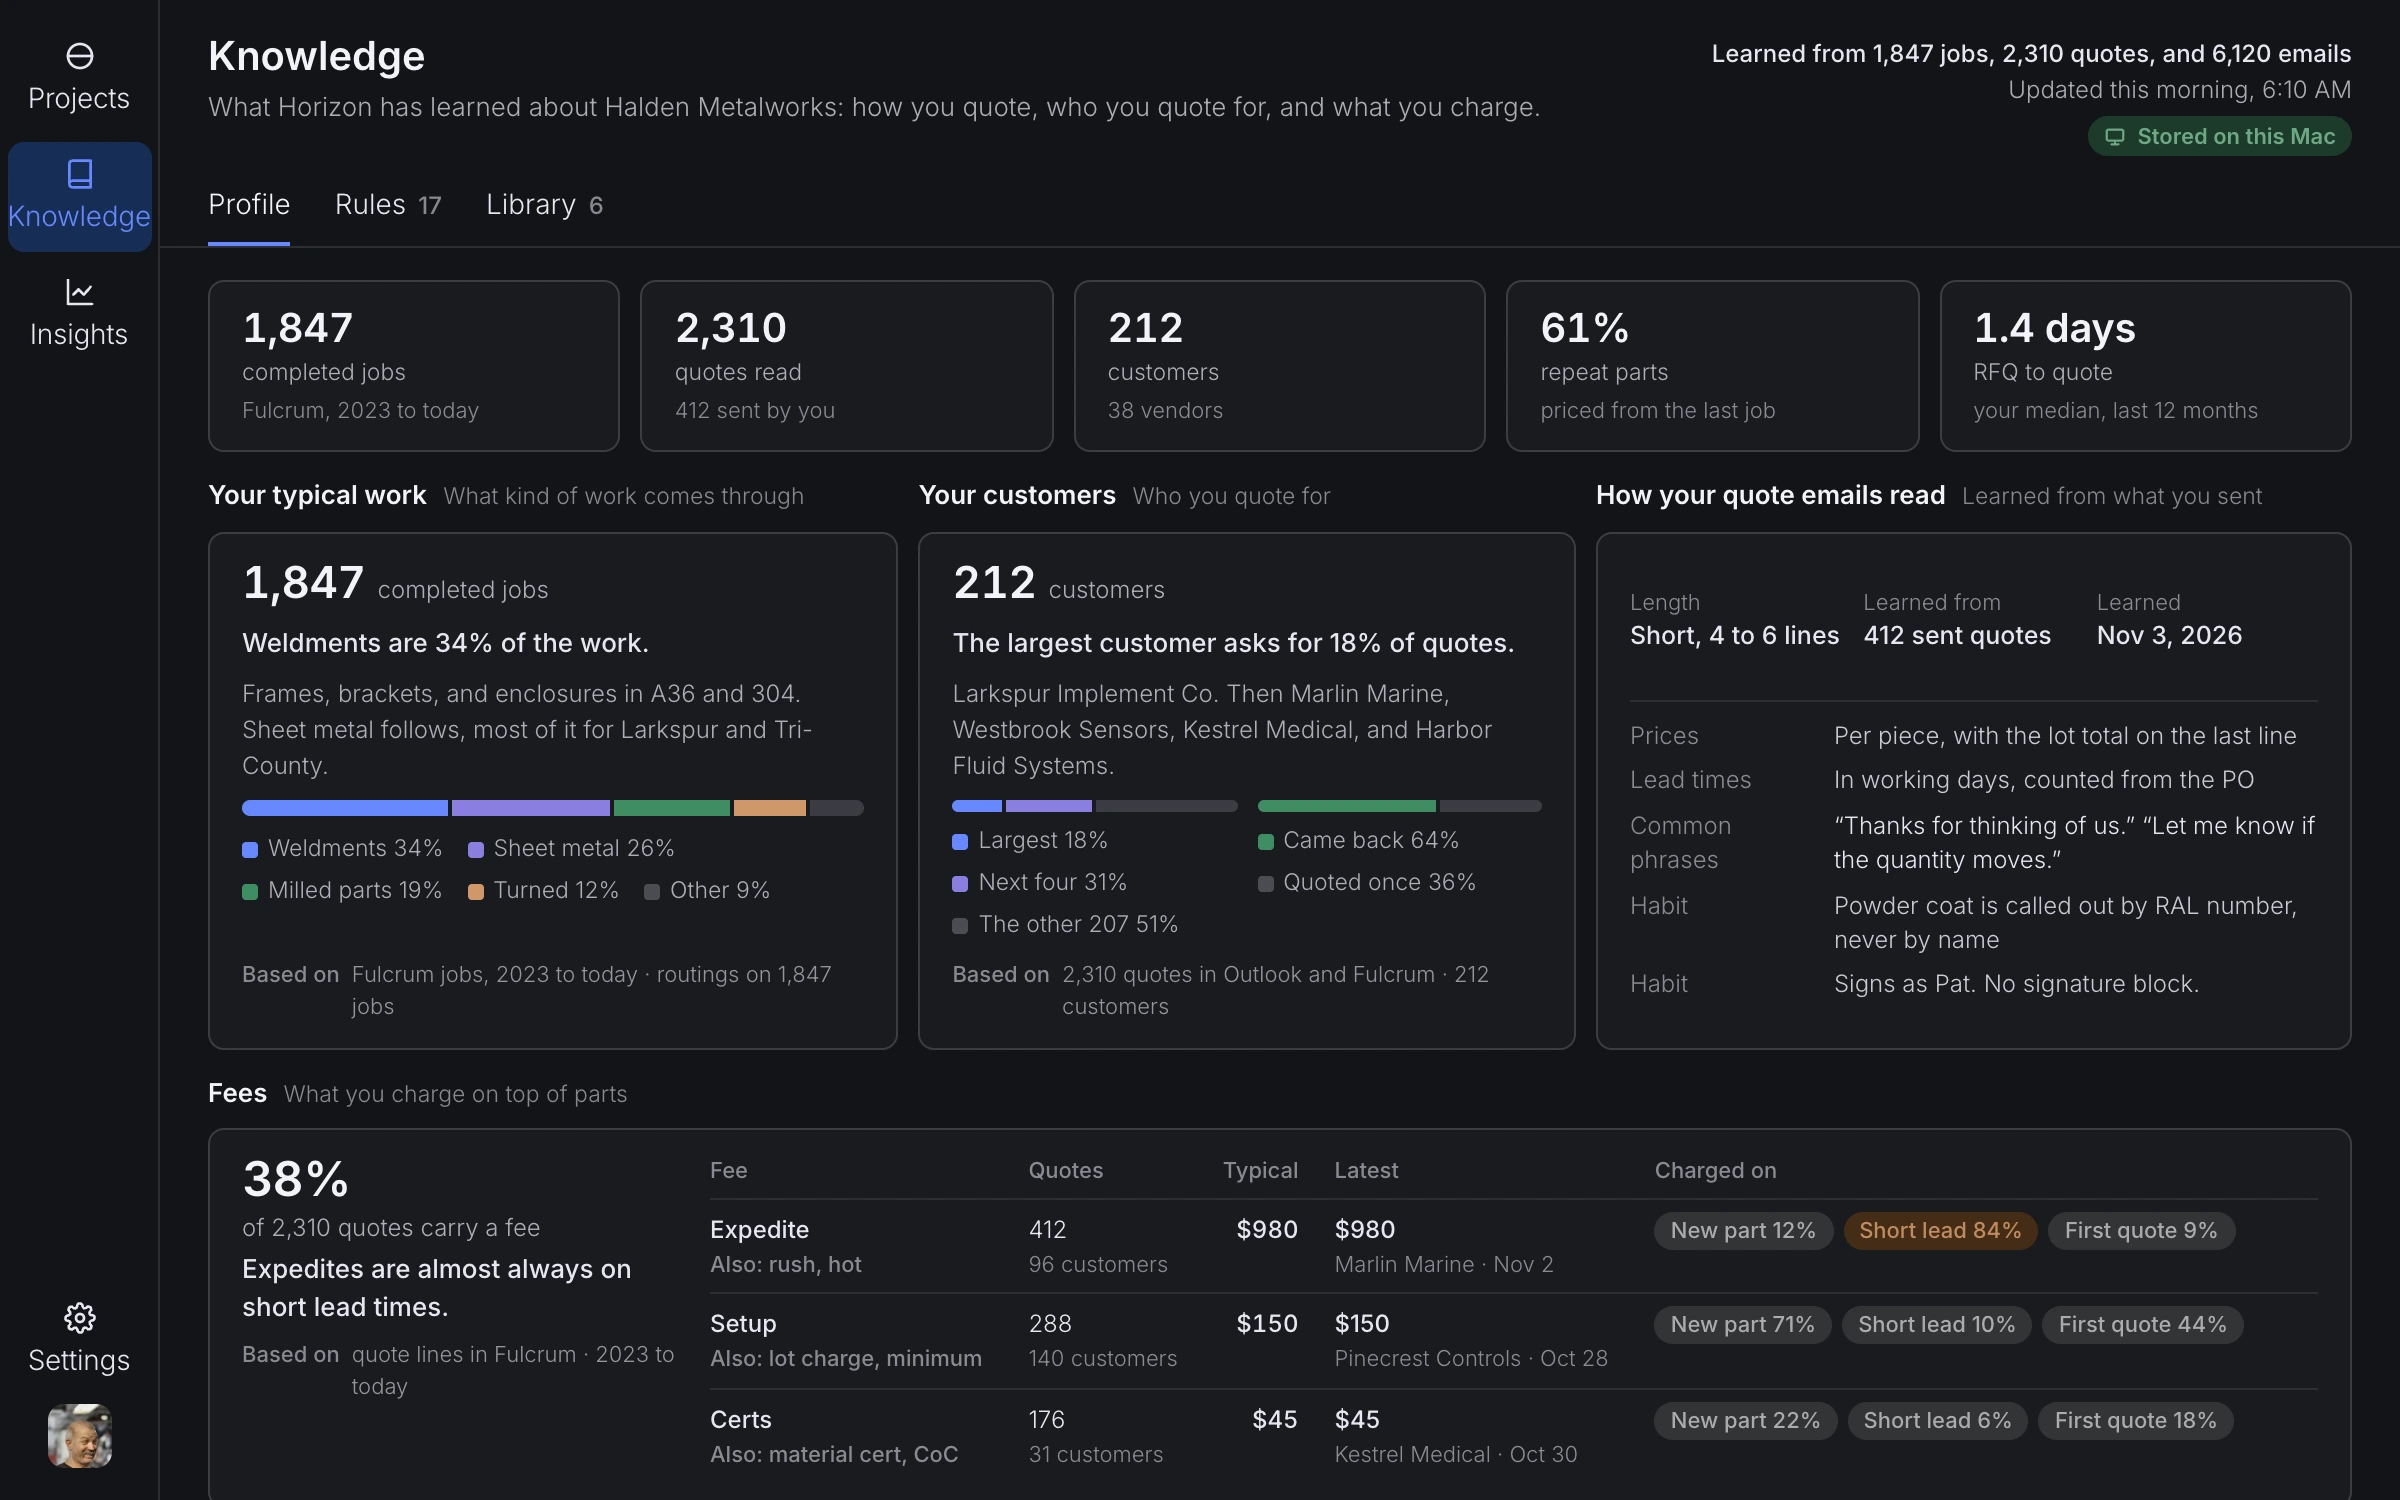 Projects
Knowledge
Insights
Settings
Knowledge
What Horizon has learned about Halden Metalworks: how you quote, who you quote for, and what you charge.
Learned from 1,847 jobs, 2,310 quotes, and 6,120 emails
Updated this morning, 6:10 AM
Stored on this Mac
Profile
Rules 17
Library 6
1,847
completed jobs
Fulcrum, 2023 to today
2,310
quotes read
412 sent by you
212
customers
38 vendors
61%
repeat parts
priced from the last job
1.4 days
RFQ to quote
your median, last 12 months
Your typical work What kind of work comes through
1,847 completed jobs
Weldments are 34% of the work.
Frames, brackets, and enclosures in A36 and 304.
Sheet metal follows, most of it for Larkspur and Tri-
County.
Weldments 34% Sheet metal 26%
Milled parts 19% Turned 12% Other 9%
Based on Fulcrum jobs, 2023 to today · routings on 1,847
jobs
Your customers Who you quote for
212 customers
The largest customer asks for 18% of quotes.
Larkspur Implement Co. Then Marlin Marine,
Westbrook Sensors, Kestrel Medical, and Harbor
Fluid Systems.
Largest 18%
Next four 31%
The other 207 51%
Came back 64%
Quoted once 36%
Based on 2,310 quotes in Outlook and Fulcrum · 212
customers
How your quote emails read Learned from what you sent
Length
Short, 4 to 6 lines
Learned from
412 sent quotes
Learned
Nov 3, 2026
Prices Per piece, with the lot total on the last line
Lead times In working days, counted from the PO
Common phrases “Thanks for thinking of us.” “Let me know if
the quantity moves.”
Habit Powder coat is called out by RAL number,
never by name
Habit Signs as Pat. No signature block.
Fees What you charge on top of parts
38%
of 2,310 quotes carry a fee
Expedites are almost always on
short lead times.
Based on quote lines in Fulcrum · 2023 to
today
Fee Quotes Typical Latest Charged on
Expedite 412 $980 $980 New part 12% Short lead 84% First quote 9%
Also: rush, hot 96 customers Marlin Marine · Nov 2
Setup 288 $150 $150 New part 71% Short lead 10% First quote 44%
Also: lot charge, minimum 140 customers Pinecrest Controls · Oct 28
Certs 176 $45 $45 New part 22% Short lead 6% First quote 18%
Also: material cert, CoC 31 customers Kestrel Medical · Oct 30